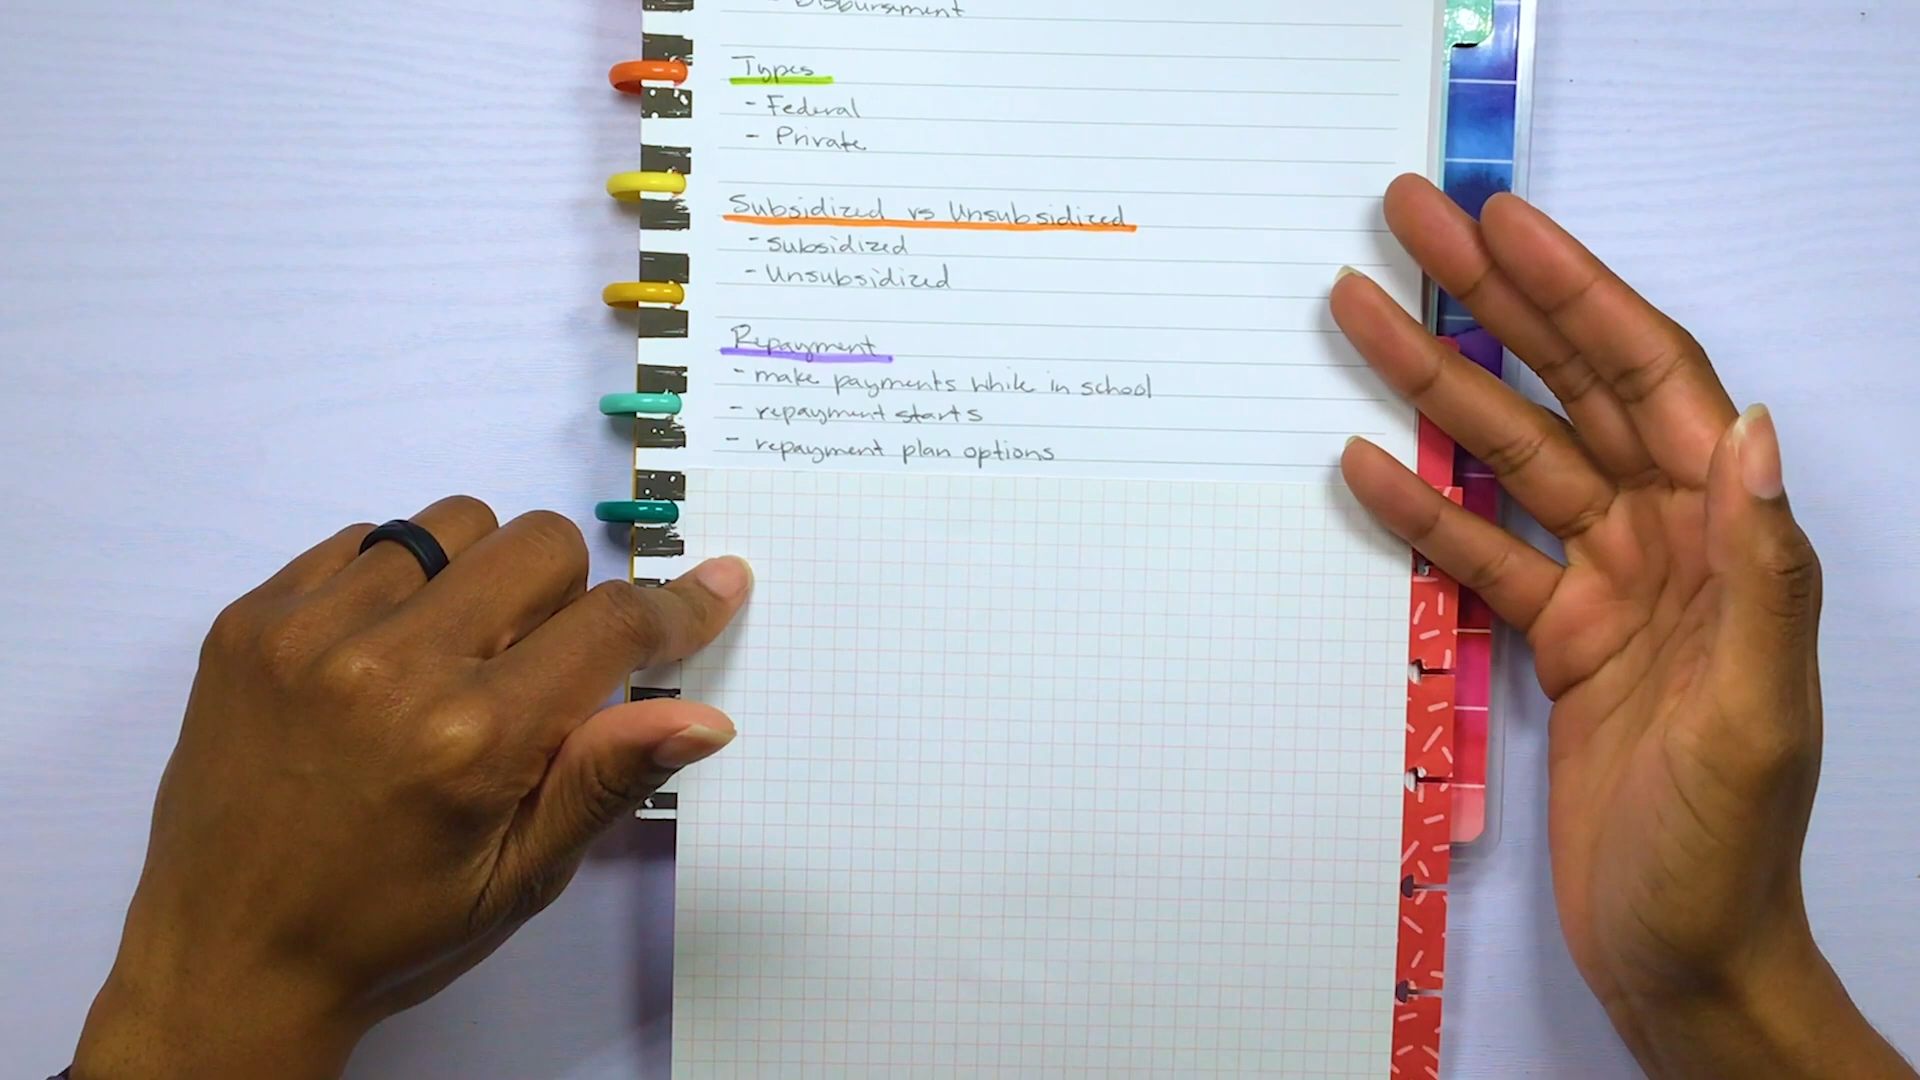 - Disbursement
Types
- Federal
- Private
Subsidized vs Unsubsidized
- subsidized
- Unsubsidized
Repayment
- make payments while in school
- repayment starts
- repayment plan options